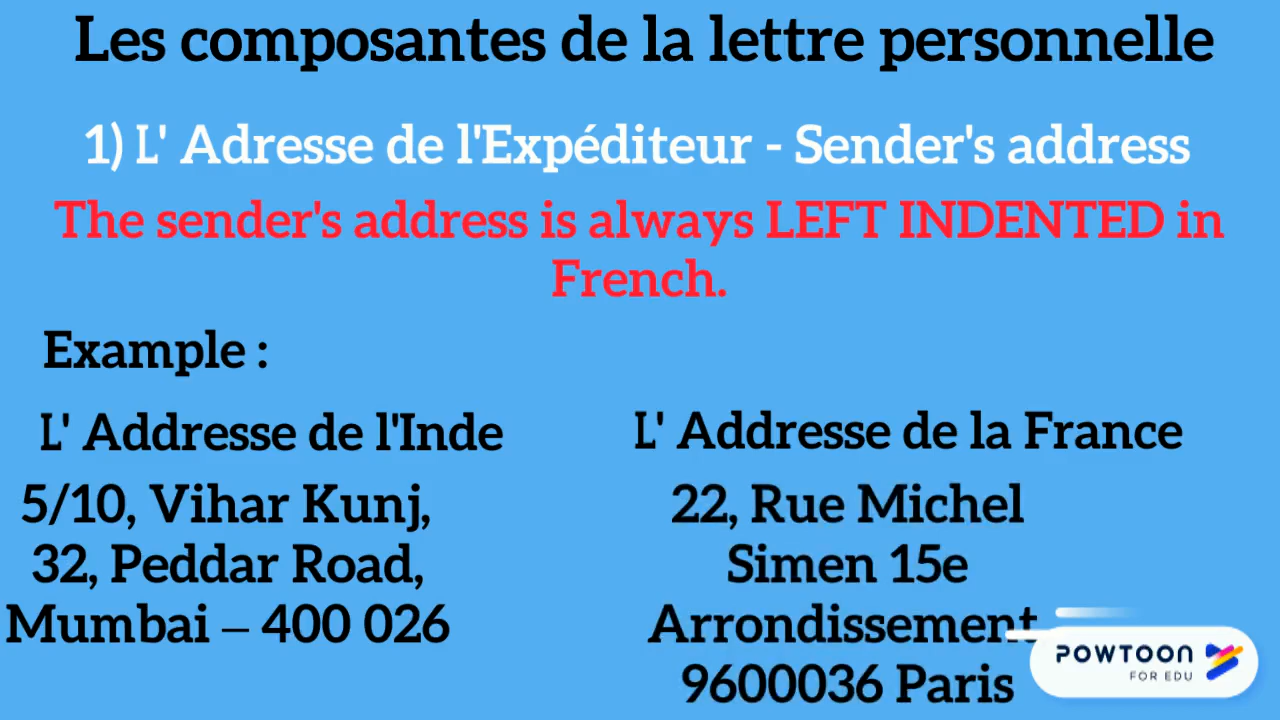 Les composantes de la lettre personnelle
1) L' Adresse de l'Expéditeur - Sender's address
The sender's address is always LEFT INDENTED in
French.
Example :
L' Addresse de l'Inde
5/10, Vihar Kunj,
32, Peddar Road,
Mumbai – 400 026
L' Addresse de la France
22, Rue Michel
Simen 15e
Arrondissement
9600036 Paris
POWTOON
FOR EDU